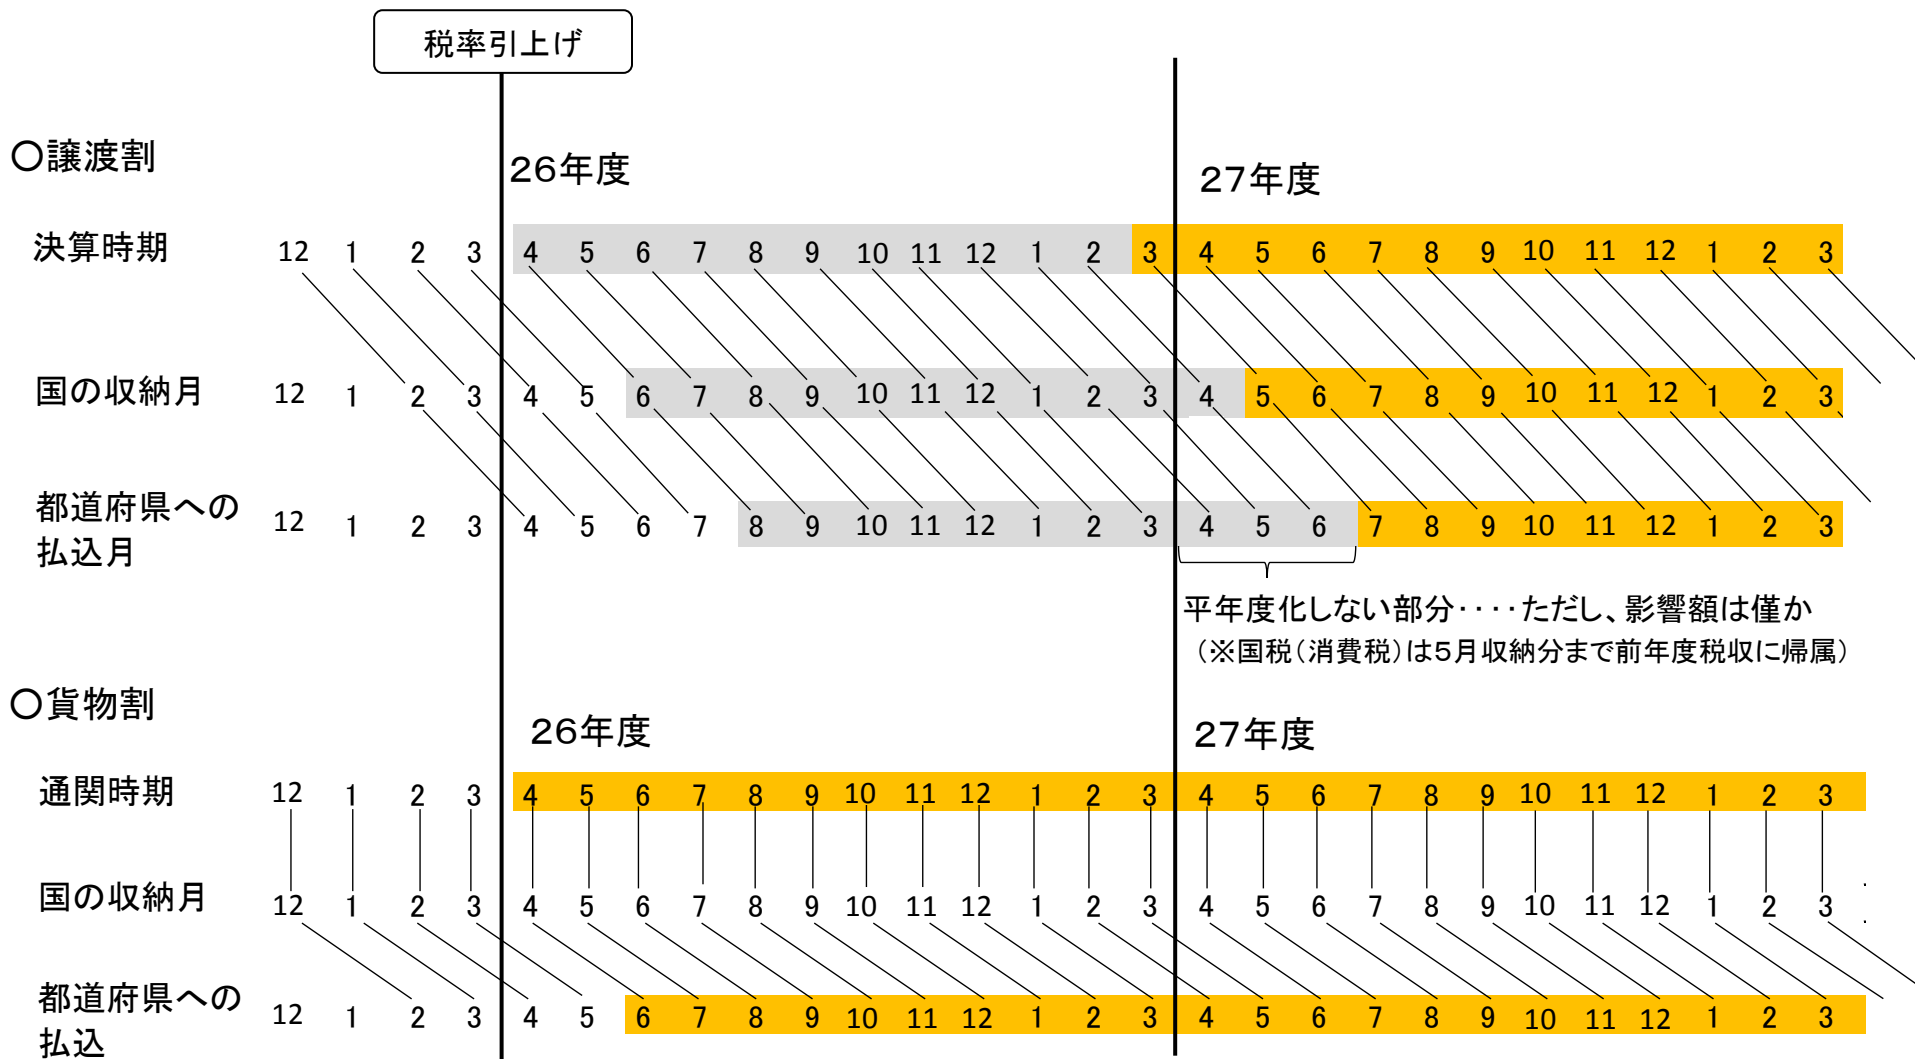 税率引上げ
〇譲渡割
26年度 27年度
決算時期 12 1 2 3 4 5 6 7 8 9 10 11 12 1 2 3 4 5 6 7 8 9 10 11 12 1 2 3
国の収納月 12 1 2 3 4 5 6 7 8 9 10 11 12 1 2 3 4 5 6 7 8 9 10 11 12 1 2 3
都道府県への
払込月 12 1 2 3 4 5 6 7 8 9 10 11 12 1 2 3 4 5 6 7 8 9 10 11 12 1 2 3
平年度化しない部分‥‥ただし、影響額は僅か
(※国税(消費税)は5月収納分まで前年度税収に帰属)
〇貨物割
26年度 27年度
通関時期 12 1 2 3 4 5 6 7 8 9 10 11 12 1 2 3 4 5 6 7 8 9 10 11 12 1 2 3
国の収納月 12 1 2 3 4 5 6 7 8 9 10 11 12 1 2 3 4 5 6 7 8 9 10 11 12 1 2 3
都道府県への
払込 12 1 2 3 4 5 6 7 8 9 10 11 12 1 2 3 4 5 6 7 8 9 10 11 12 1 2 3